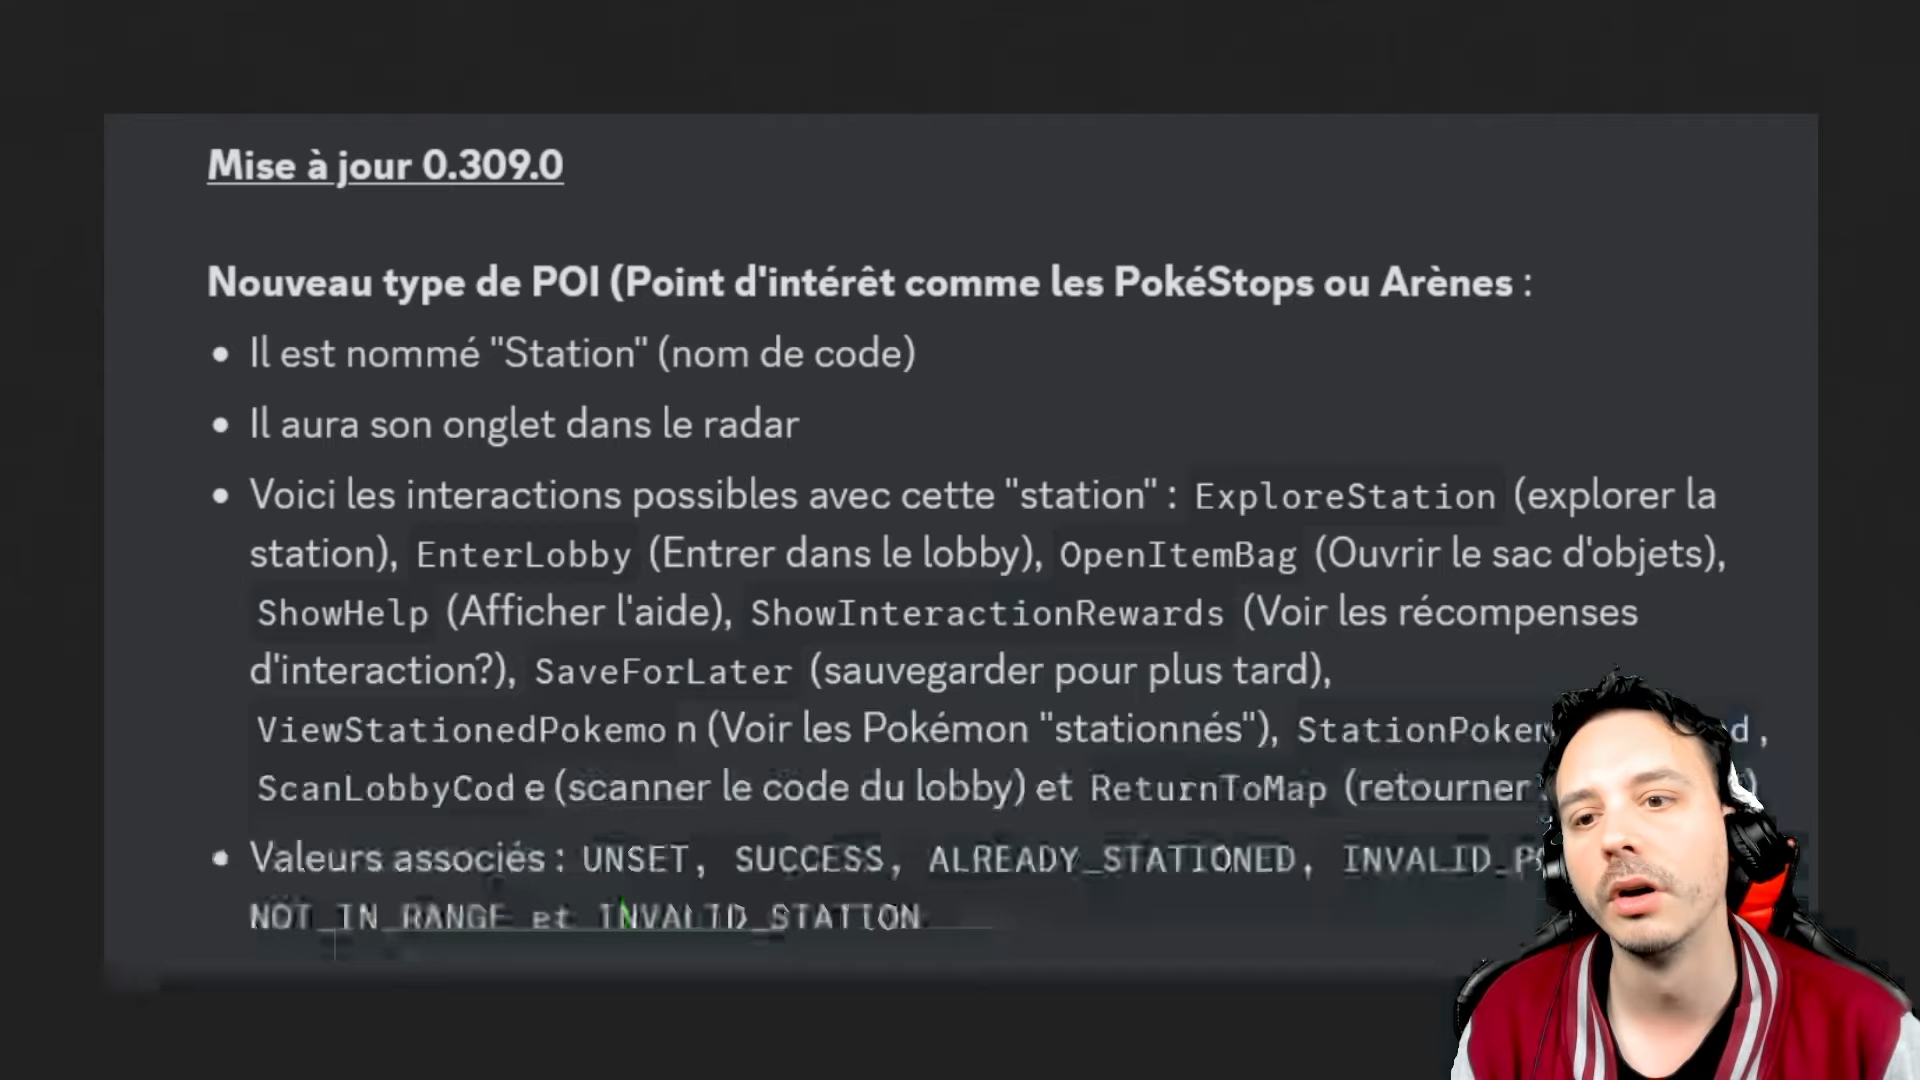 Mise à jour 0.309.0
Nouveau type de POI (Point d'intérêt comme les PokéStops ou Arènes :
• Il est nommé "Station" (nom de code)
• Il aura son onglet dans le radar
• Voici les interactions possibles avec cette "station" : ExploreStation (explorer la
station), EnterLobby (Entrer dans le lobby), OpenItemBag (Ouvrir le sac d'objets),
ShowHelp (Afficher l'aide), ShowInteractionRewards (Voir les récompenses
d'interaction?), SaveForLater (sauvegarder pour plus tard),
ViewStationedPokemo n (Voir les Pokémon "stationnés"),
ScanLobbyCod e (scanner le code du lobby) et ReturnToMap (retourner
• Valeurs associés : UNSET, SUCCESS, ALREADY_STATIONED,
NOT_IN_RANGE et INVALID_STATION